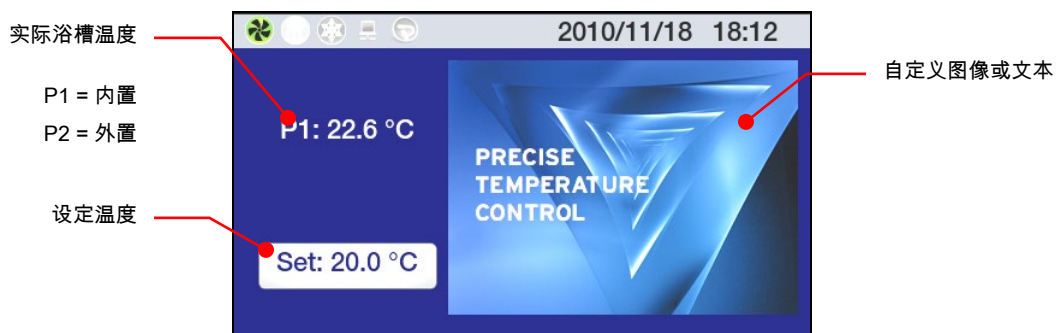 实际浴槽温度
P1 = 内置
P2 = 外置
设定温度
2010/11/18 18:12
P1: 22.6 °C
Set: 20.0 °C
PRECISE
TEMPERATURE
CONTROL
自定义图像或文本